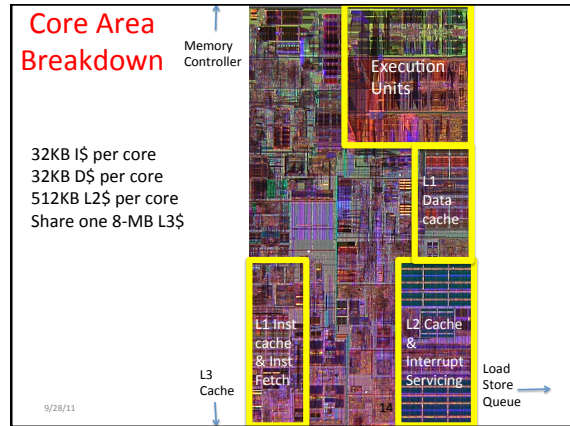 Core Area
Breakdown
Memory
Controller
Execution
Units
32KB I$ per core
32KB D$ per core
512KB L2$ per core
Share one 8-MB L3$
L1
Data
cache
L1 Inst
cache
& Inst
Fetch
L2 Cache
&
Interrupt
Servicing
L3
Cache
Load
Store
Queue
9/28/11
14